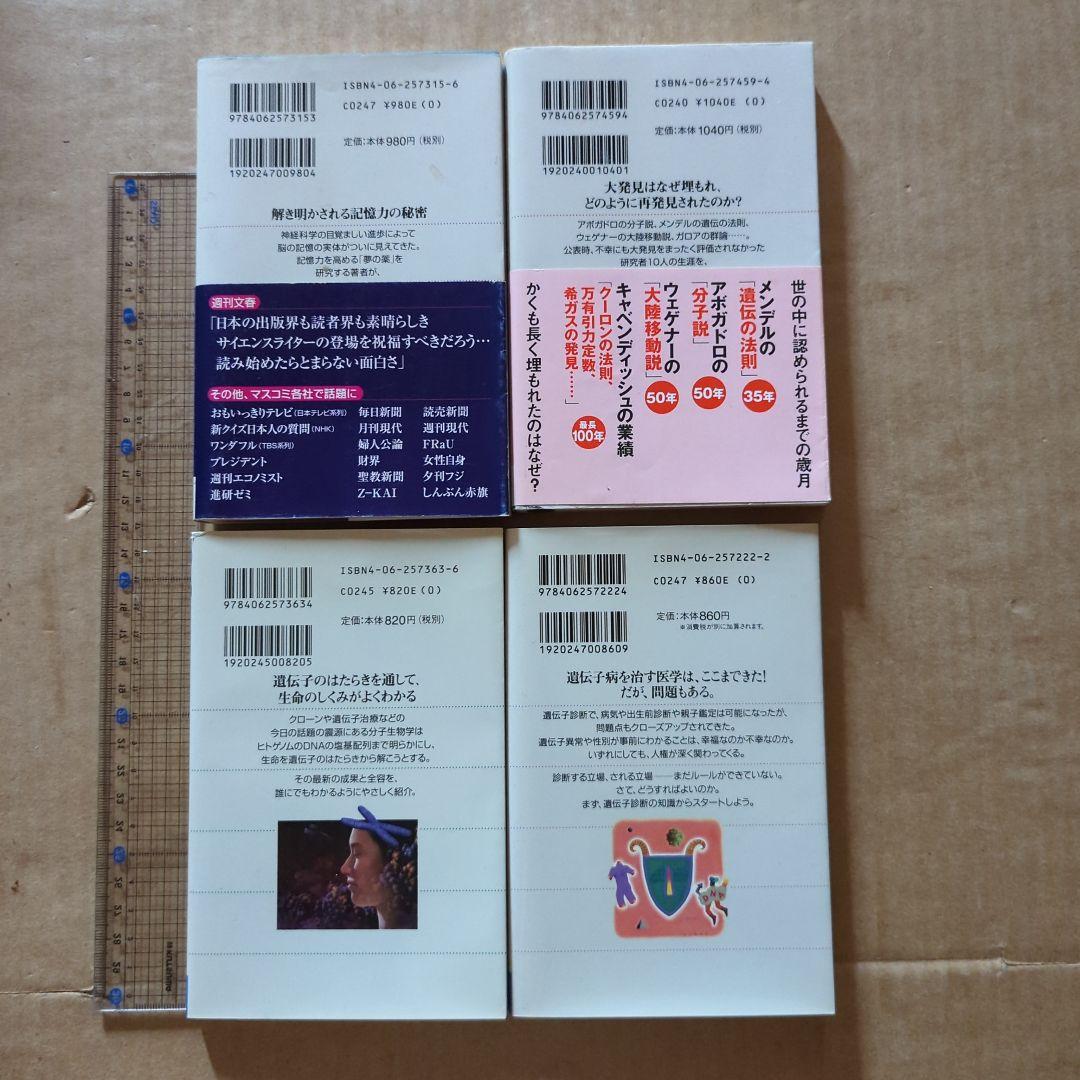 ISBN4-06-257315-6
C0247 ¥980E (0)
9784062573153
定価:本体980円(税別)
1920247009804
解き明かされる記憶力の秘密
神経科学の目覚ましい進歩によって
脳の記憶の実体がついに見えてきた。
記憶力を高める「夢の薬」を
研究する著者が、
週刊文春
「日本の出版界も読者界も素晴らしき
サイエンスライターの登場を祝福すべきだろう…
読み始めたらとまらない面白さ」
その他、マスコミ各社で話題に
おもいっきりテレビ(日本テレビ系列) 毎日新聞 読売新聞
新クイズ日本人の質問(NHK) 月刊現代 週刊現代
ワンダフル(TBS系列) 婦人公論 FRaU
プレジデント 財界 女性自身
週刊エコノミスト 聖教新聞 夕刊フジ
進研ゼミ Z-KAI しんぶん赤旗
ISBN4-06-257459-4
C0240 ¥1040E (0)
9784062574594
定価:本体1040円(税別)
1920240010401
大発見はなぜ埋もれ、
どのように再発見されたのか?
アボガドロの分子説、メンデルの遺伝の法則、
ウェゲナーの大陸移動説、ガロアの群論……。
公表時、不幸にも大発見をまったく評価されなかった
研究者10人の生涯を、
世の中に認められるまでの歳月
メンデルの
「遺伝の法則」
35年
アボガドロの
「分子説」
50年
ウェゲナーの
「大陸移動説」
50年
キャベンディッシュの業績
「クーロンの法則、
万有引力定数、
希ガスの発見……」
最長
100年
かくも長く埋もれたのはなぜ?
ISBN4-06-257363-6
C0245 ¥820E (0)
9784062573634
定価:本体820円(税別)
1920245008205
遺伝子のはたらきを通して、
生命のしくみがよくわかる
クローンや遺伝子治療などの
今日の話題の震源にある分子生物学は
ヒトゲノムのDNAの塩基配列まで明らかにし、
生命を遺伝子のはたらきから解こうとする。
その最新の成果と全容を、
誰にでもわかるようにやさしく紹介。
ISBN4-06-257222-2
C0247 ¥860E (0)
9784062572224
定価:本体860円
※消費税が別に加算されます。
1920247008609
遺伝子病を治す医学は、ここまできた!
だが、問題もある。
遺伝子診断で、病気や出生前診断や親子鑑定は可能になったが、
問題点もクローズアップされてきた。
遺伝子異常や性別が事前にわかることは、幸福なのか不幸なのか。
いずれにしても、人権が深く関わってくる。
診断する立場、される立場――まだルールができていない。
さて、どうすればよいのか。
まず、遺伝子診断の知識からスタートしよう。